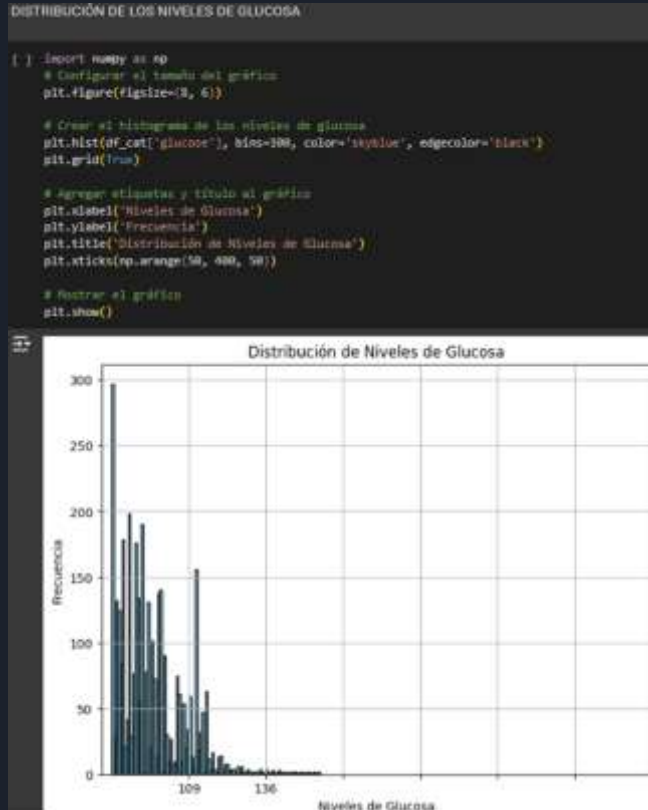 DISTRIBUCIÓN DE LOS NIVELES DE GLUCOSA
[ ] import numpy as np
# Configurar el tamaño del gráfico
plt.figure(figsize=(8, 6))
# Crear el histograma de los niveles de glucosa
plt.hist(df_cat['glucose'], bins=300, color='skyblue', edgecolor='black')
plt.grid(True)
# Agregar etiquetas y título al gráfico
plt.xlabel('Niveles de Glucosa')
plt.ylabel('Frecuencia')
plt.title('Distribución de Niveles de Glucosa')
plt.xticks(np.arange(50, 400, 50))
# Mostrar el gráfico
plt.show()
Distribución de Niveles de Glucosa
300
250
200
150
100
50
0
Frecuencia
109 136
Niveles de Glucosa